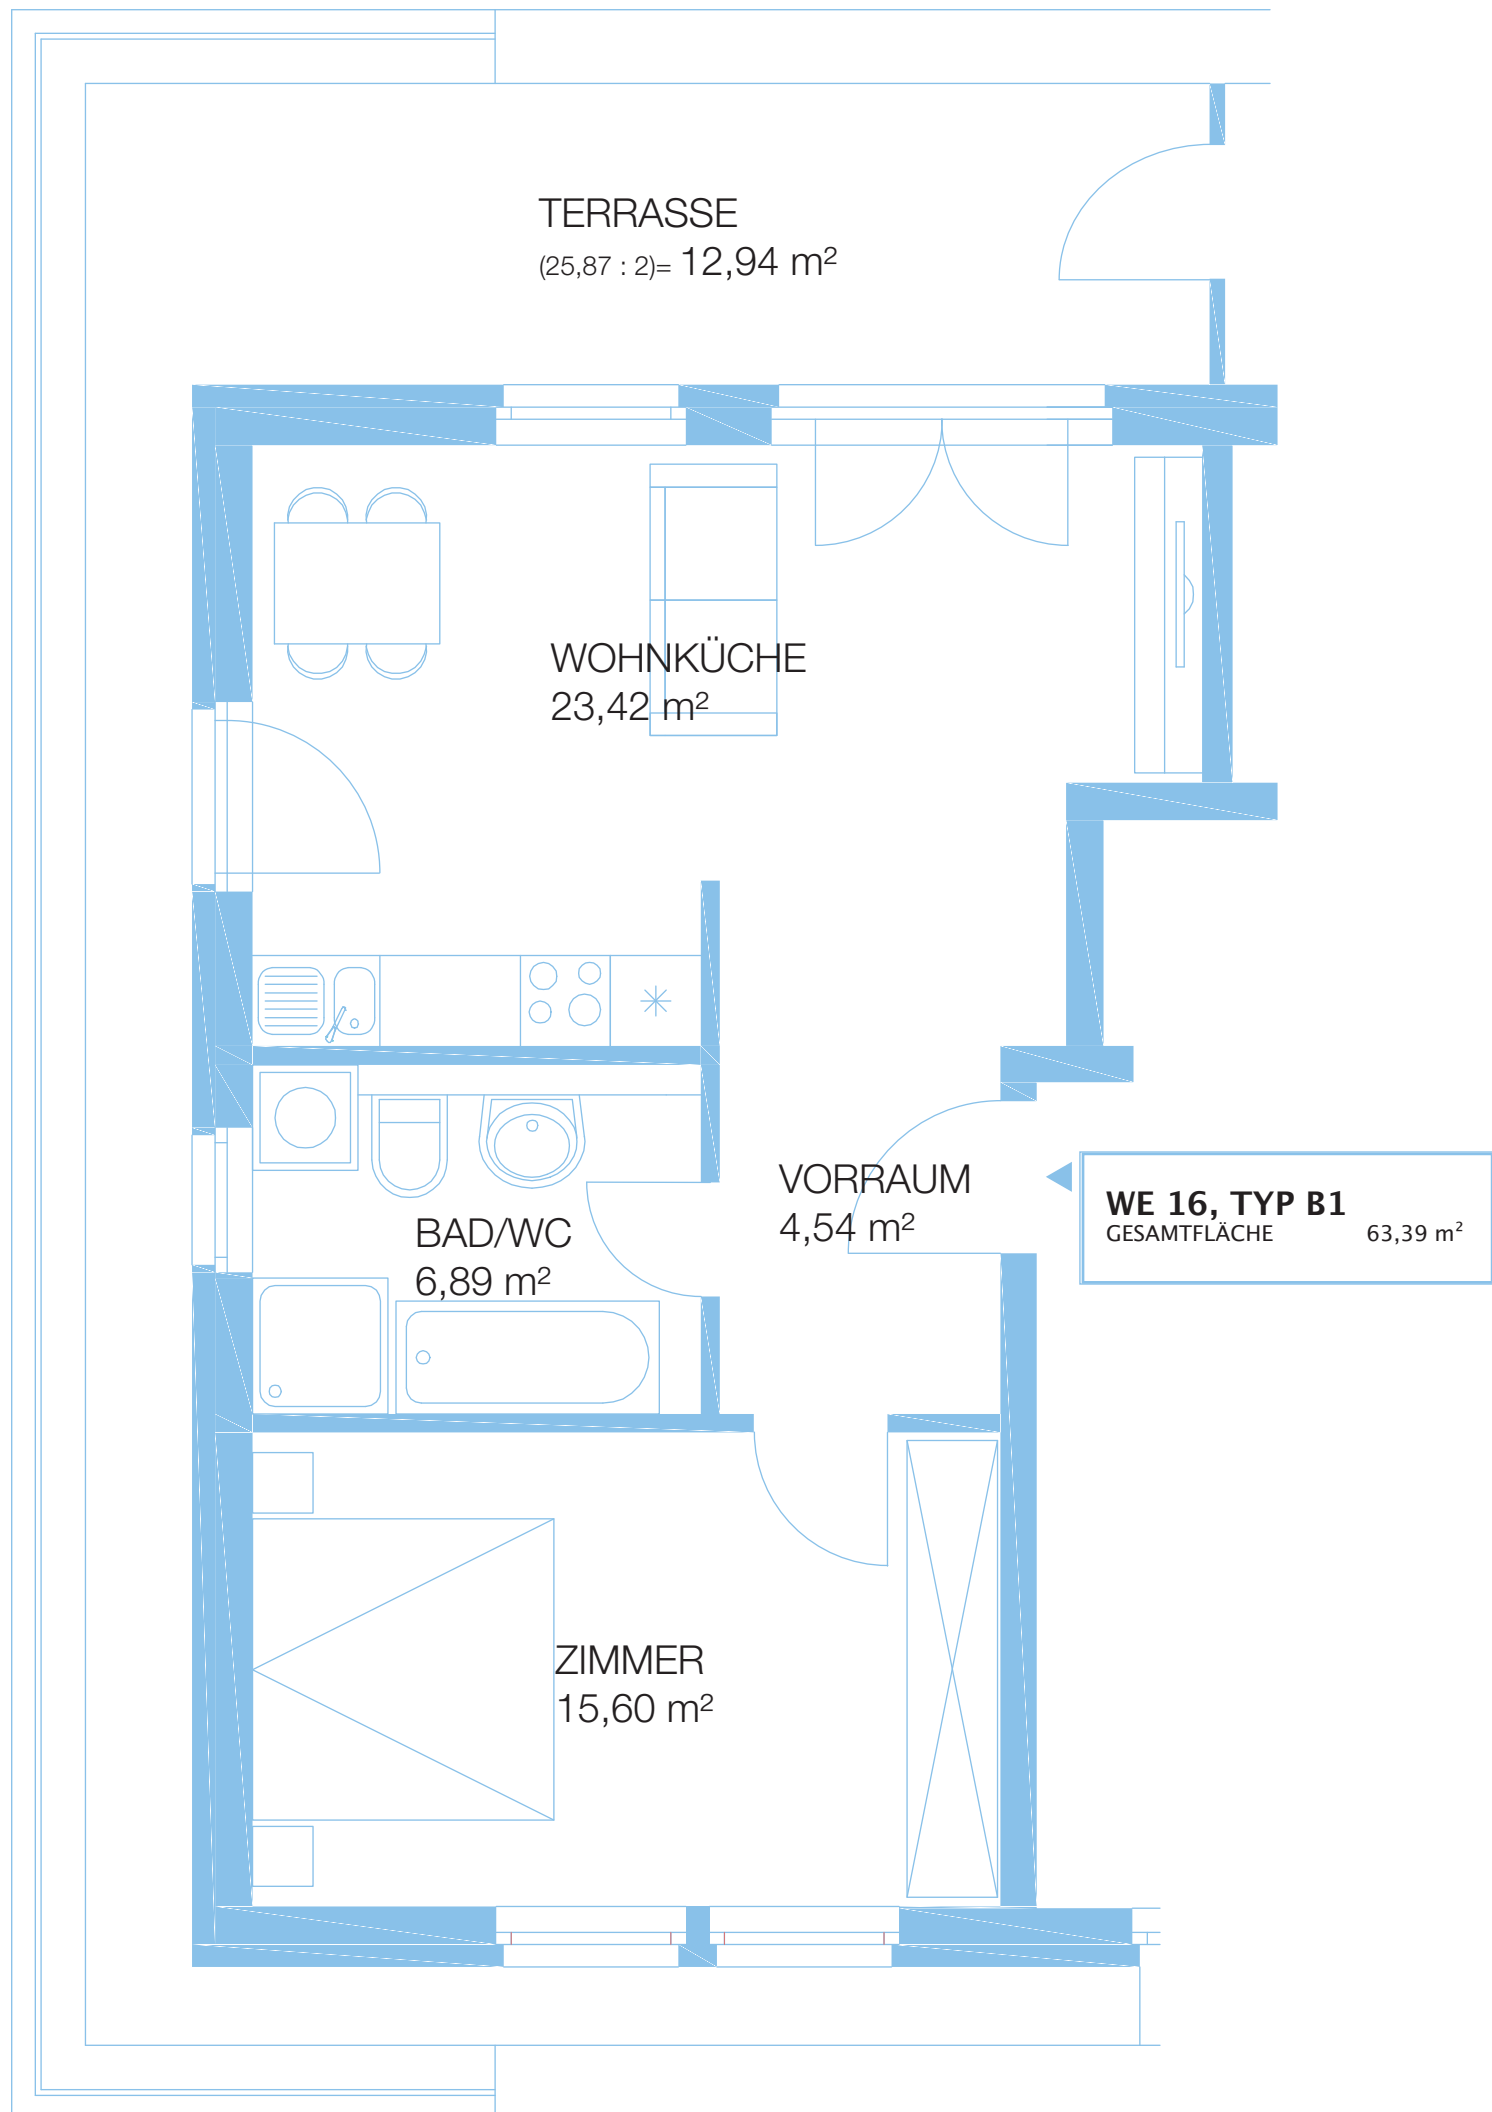 TERRASSE
(25,87 : 2)= 12,94 m²
WOHNKÜCHE
23,42 m²
VORRAUM
4,54 m²
WE 16, TYP B1
GESAMTFLÄCHE 63,39 m²
BAD/WC
6,89 m²
ZIMMER
15,60 m²